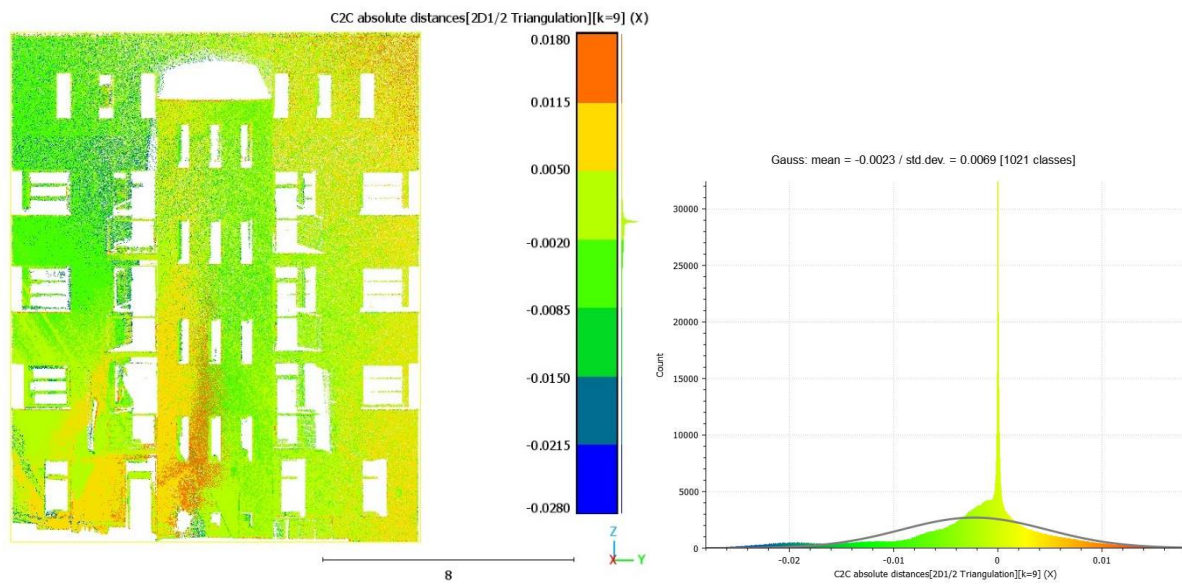 C2C absolute distances[2D1/2 Triangulation][k=9] (X)
0.0180
0.0115
0.0050
-0.0020
-0.0085
-0.0150
-0.0215
-0.0280
Z
X
Y
8
Gauss: mean = -0.0023 / std.dev. = 0.0069 [1021 classes]
Count
30000
25000
20000
15000
10000
5000
0
-0.02
-0.01
0
0.01
C2C absolute distances[2D1/2 Triangulation][k=9] (X)